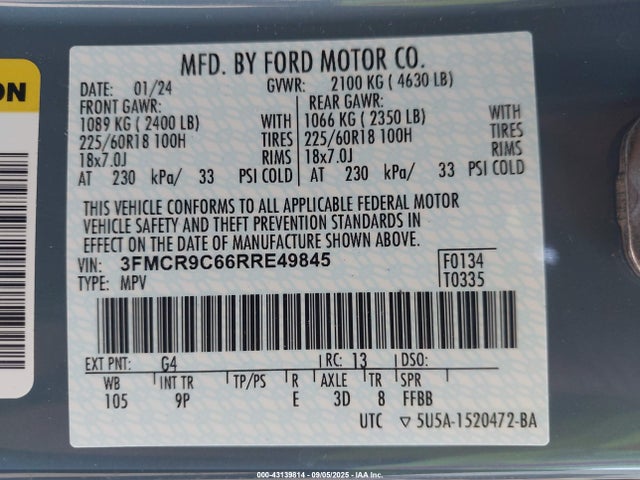 ON
MFD. BY FORD MOTOR CO.
DATE: 01/24 GVWR: 2100 KG ( 4630 LB)
FRONT GAWR: REAR GAWR:
1089 KG ( 2400 LB) WITH 1066 KG ( 2350 LB) WITH
225/60R18 100H TIRES 225/60R18 100H TIRES
18x7.0J RIMS 18x7.0J RIMS
AT 230 kPa/ 33 PSI COLD AT 230 kPa/ 33 PSI COLD
THIS VEHICLE CONFORMS TO ALL APPLICABLE FEDERAL MOTOR
VEHICLE SAFETY AND THEFT PREVENTION STANDARDS IN
EFFECT ON THE DATE OF MANUFACTURE SHOWN ABOVE.
VIN: 3FMCR9C66RRE49845 F0134
TYPE: MPV T0335
EXT PNT: G4 RC: 13 DSO:
WB INT TR TP/PS R AXLE TR SPR
105 9P E 3D 8 FFBB
UTC ▽ 5U5A-1520472-BA
000-43139814 - 09/05/2025 - IAA Inc.